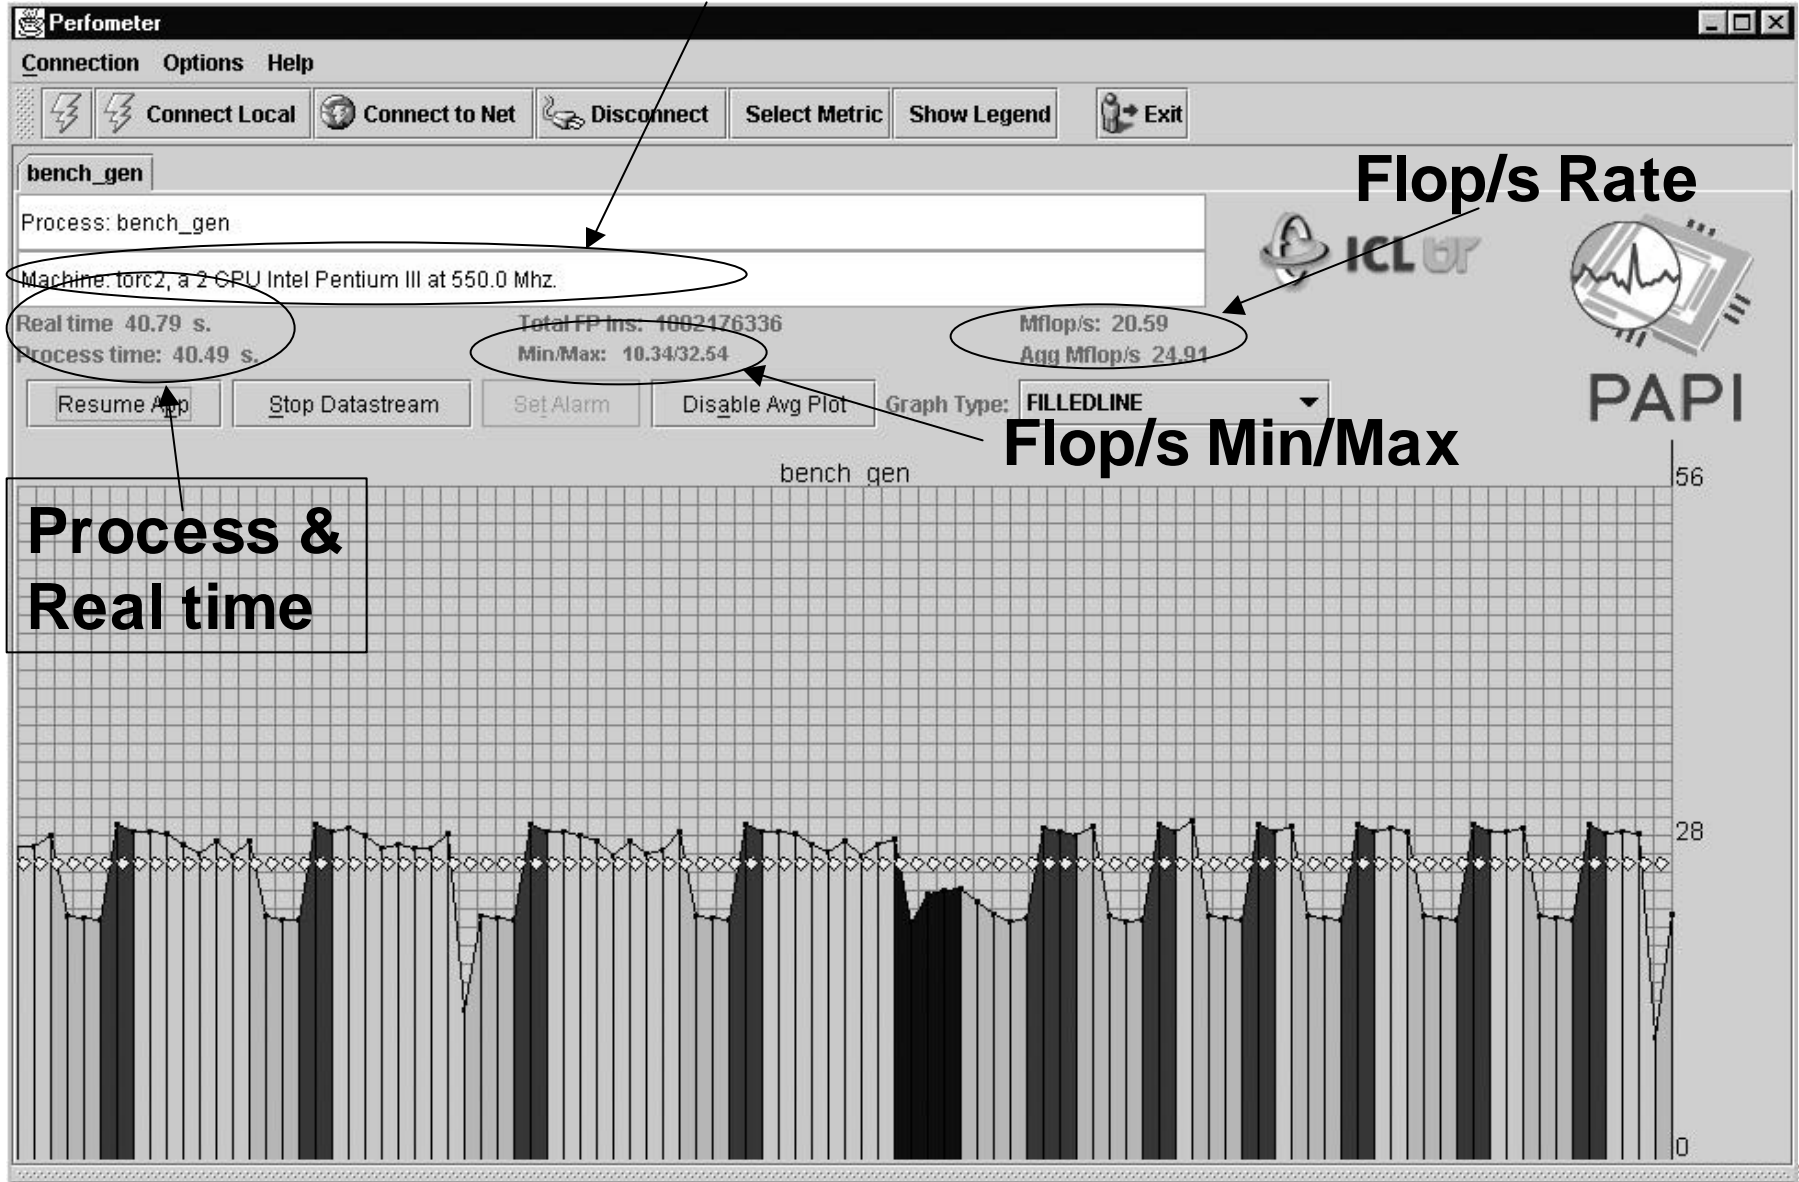 Perfometer
Connection Options Help
Connect Local Connect to Net Disconnect Select Metric Show Legend Exit
bench_gen
Flop/s Rate
Process: bench_gen
ICL UT
Machine: torc2, a 2 CPU Intel Pentium III at 550.0 Mhz.
Real time 40.79 s. Total FP Ins: 1002176336 Mflop/s: 20.59
Process time: 40.49 s. Min/Max: 10.34/32.54 Agg Mflop/s 24.91
PAPI
Resume App Stop Datastream Set Alarm Disable Avg Plot Graph Type: FILLEDLINE
Flop/s Min/Max
bench_gen
56
Process &
Real time
28
0